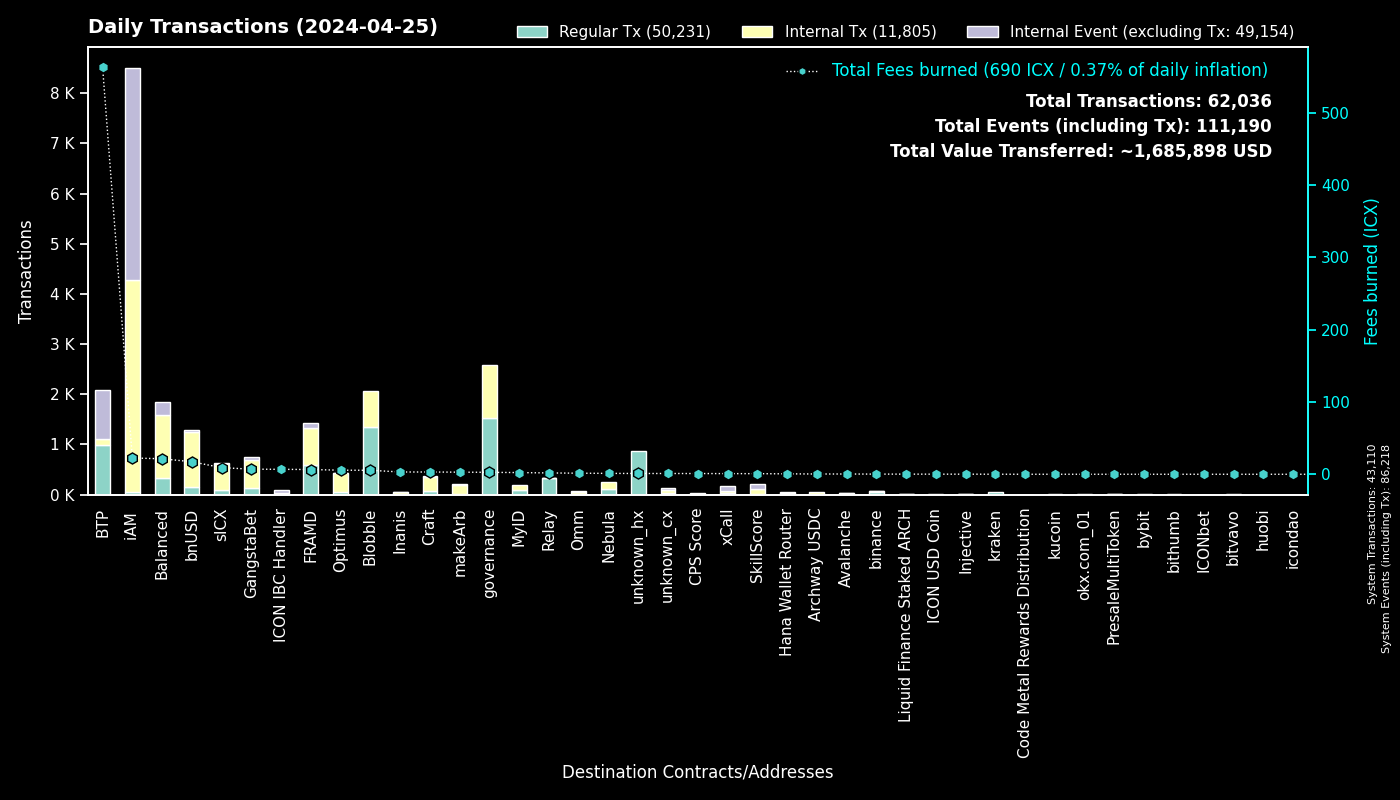 Daily Transactions (2024-04-25)
Regular Tx (50,231)
Internal Tx (11,805)
Internal Event (excluding Tx: 49,154)
Total Fees burned (690 ICX / 0.37% of daily inflation)
Total Transactions: 62,036
Total Events (including Tx): 111,190
Total Value Transferred: ~1,685,898 USD
Transactions
8 K
7 K
6 K
5 K
4 K
3 K
2 K
1 K
0 K
500
400
300
200
100
0
Fees burned (ICX)
BTP
iAM
Balanced
bnUSD
sICX
GangstaBet
ICON IBC Hander
FRAMD
Optimus
Blobble
Inanis
Craft
makeArb
governance
MyID
Relay
Omm
Nebula
unknown_hx
unknown_cx
CPS Score
xCall
SkillScore
Hana Wallet Router
Archway USDC
Avalanche
binance
Liquid Finance Staked ARCH
ICON USD Coin
Injective
kraken
Code Metal Rewards Distribution
kucoin
okx.com_01
PresaleMultiToken
bybit
bithumb
ICONbet
bitvavo
huobi
icondao
Destination Contracts/Addresses
System Transactions: 43,110
System Events (including Tx): 86,218